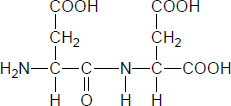 COOH COOH
CH₂ CH₂
H₂N—C—C—N—C—COOH
H O H H